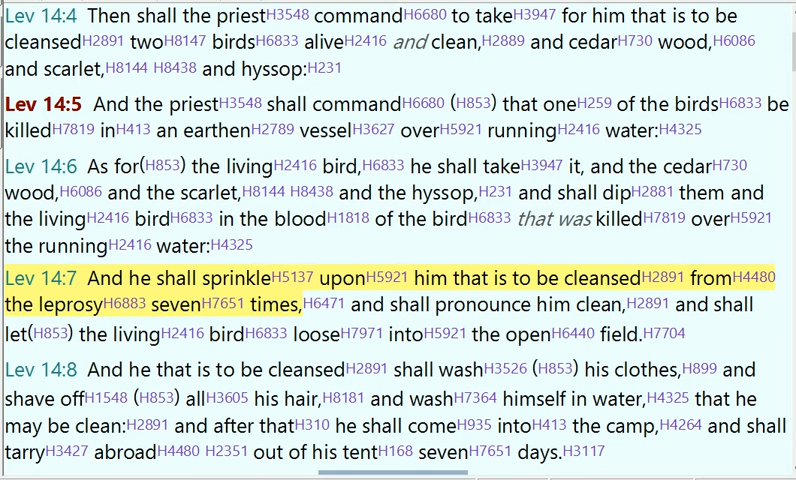 Lev 14:4 Then shall the priestH3548 commandH6680 to takeH3947 for him that is to be
cleansedH2891 twoH8147 birdsH6833 aliveH2416 and clean,H2889 and cedarH730 wood,H6086
and scarlet,H8144 H8438 and hyssop:H231
Lev 14:5 And the priestH3548 shall commandH6680 (H853) that oneH259 of the birdsH6833 be
killedH7819 inH413 an earthenH2789 vesselH3627 overH5921 runningH2416 water:H4325
Lev 14:6 As for(H853) the livingH2416 bird,H6833 he shall takeH3947 it, and the cedarH730
wood,H6086 and the scarlet,H8144 H8438 and the hyssop,H231 and shall dipH2881 them and
the livingH2416 birdH6833 in the bloodH1818 of the birdH6833 that was killedH7819 overH5921
the runningH2416 water:H4325
Lev 14:7 And he shall sprinkleH5137 uponH5921 him that is to be cleansedH2891 fromH4480
the leprosyH6883 sevenH7651 times,H6471 and shall pronounce him clean,H2891 and shall
let(H853) the livingH2416 birdH6833 looseH7971 intoH5921 the openH6440 field.H7704
Lev 14:8 And he that is to be cleansedH2891 shall washH3526 (H853) his clothes,H899 and
shave offH1548 (H853) allH3605 his hair,H8181 and washH7364 himself in water,H4325 that he
may be clean:H2891 and after thatH310 he shall comeH935 intoH413 the camp,H4264 and shall
tarryH3427 abroadH4480 H2351 out of his tentH168 sevenH7651 days.H3117